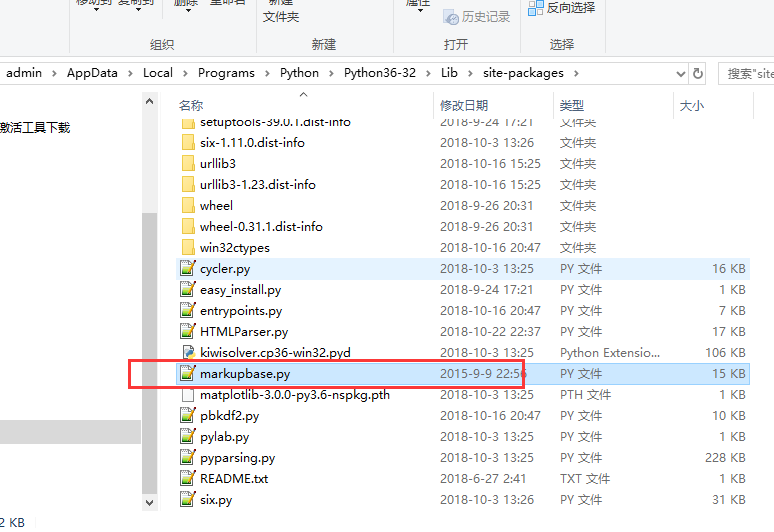 移动到 复制到 删除 重命名 新建 属性
文件夹 历史记录 反向选择
组织 新建 打开 选择
admin > AppData > Local > Programs > Python > Python36-32 > Lib > site-packages > 搜索"site
名称 修改日期 类型 大小
激活工具下载
setuptools-39.0.1.dist-info 2018-9-24 17:21 文件夹
six-1.11.0.dist-info 2018-10-3 13:26 文件夹
urllib3 2018-10-16 15:25 文件夹
urllib3-1.23.dist-info 2018-10-16 15:25 文件夹
wheel 2018-9-26 20:31 文件夹
wheel-0.31.1.dist-info 2018-9-26 20:31 文件夹
win32ctypes 2018-10-16 20:47 文件夹
cycler.py 2018-10-3 13:25 PY 文件 16 KB
easy_install.py 2018-9-24 17:21 PY 文件 1 KB
entrypoints.py 2018-10-16 20:47 PY 文件 7 KB
HTMLParser.py 2018-10-22 22:37 PY 文件 17 KB
kiwisolver.cp36-win32.pyd 2018-10-3 13:25 Python Extensio... 106 KB
markupbase.py 2015-9-9 22:56 PY 文件 15 KB
matplotlib-3.0.0-py3.6-nspkg.pth 2018-10-3 13:25 PTH 文件 1 KB
pbkdf2.py 2018-10-16 20:47 PY 文件 10 KB
pylab.py 2018-10-3 13:25 PY 文件 1 KB
pyparsing.py 2018-10-3 13:25 PY 文件 228 KB
README.txt 2018-6-27 2:41 TXT 文件 1 KB
six.py 2018-10-3 13:26 PY 文件 31 KB
2 KB